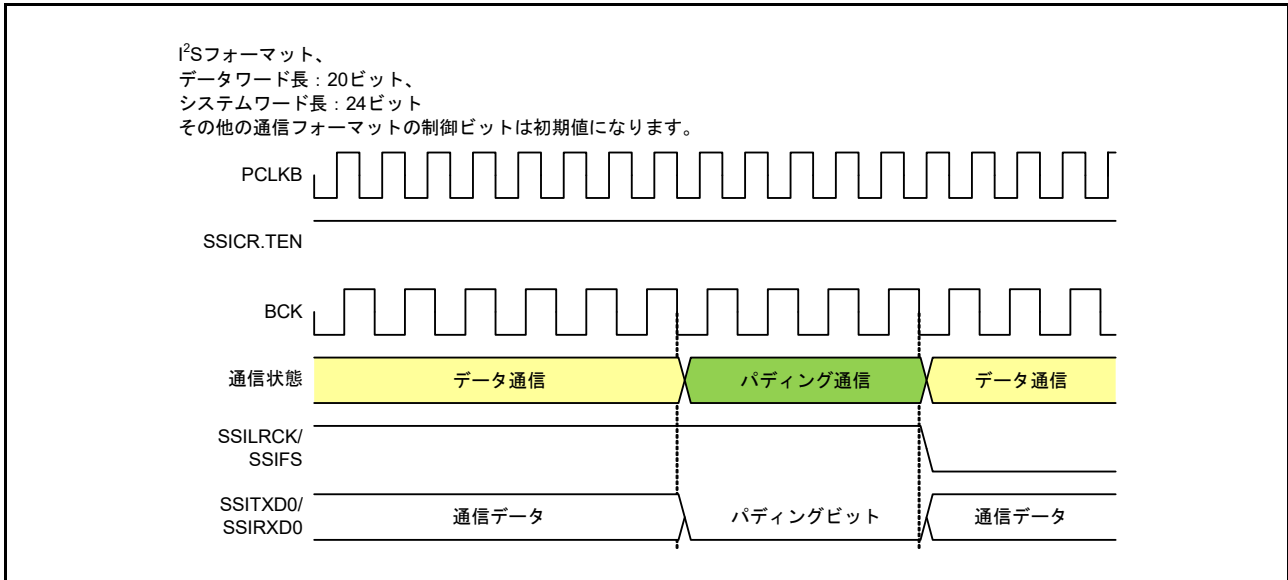 I²Sフォーマット、
データワード長：20ビット、
システムワード長：24ビット
その他の通信フォーマットの制御ビットは初期値になります。
PCLKB
SSICR.TEN
BCK
通信状態
データ通信
パディング通信
データ通信
SSILRCK/
SSIFS
SSITXD0/
SSIRXD0
通信データ
パディングビット
通信データ